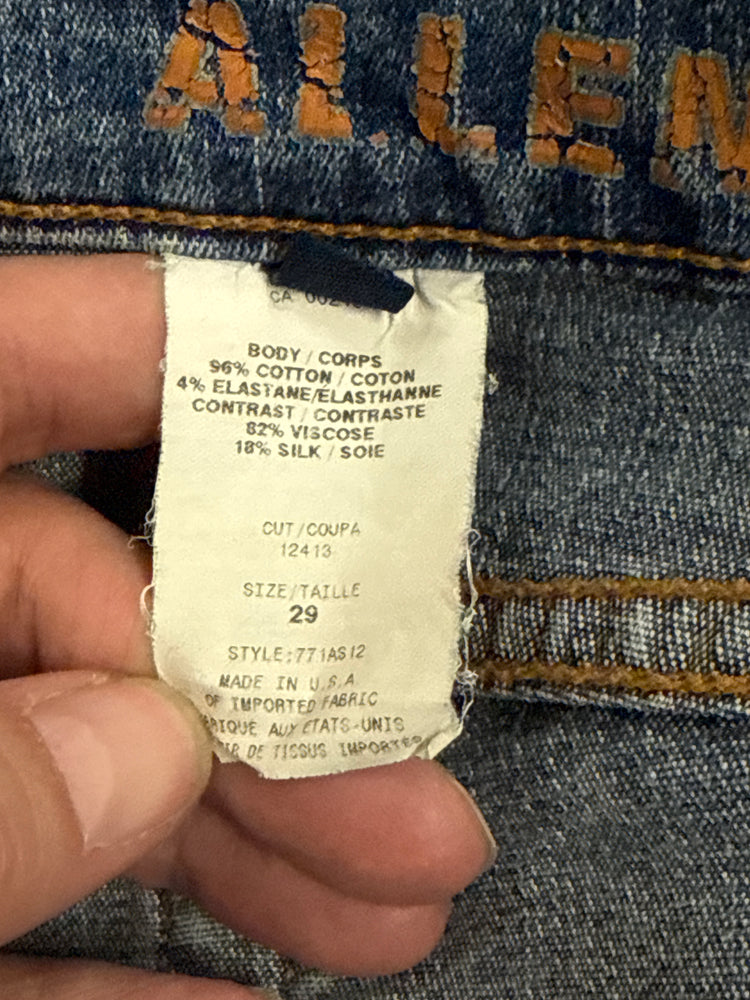 ALLEN
CA
BODY / CORPS
96% COTTON / COTON
4% ELASTANE/ELASTHANNE
CONTRAST / CONTRASTE
82% VISCOSE
18% SILK / SOIE
CUT/COUPA
12413
SIZE/TAILLE
29
STYLE:771AS12
MADE IN U.S.A
OF IMPORTED FABRIC
AUX ETATS-UNIS
DE TISSUS